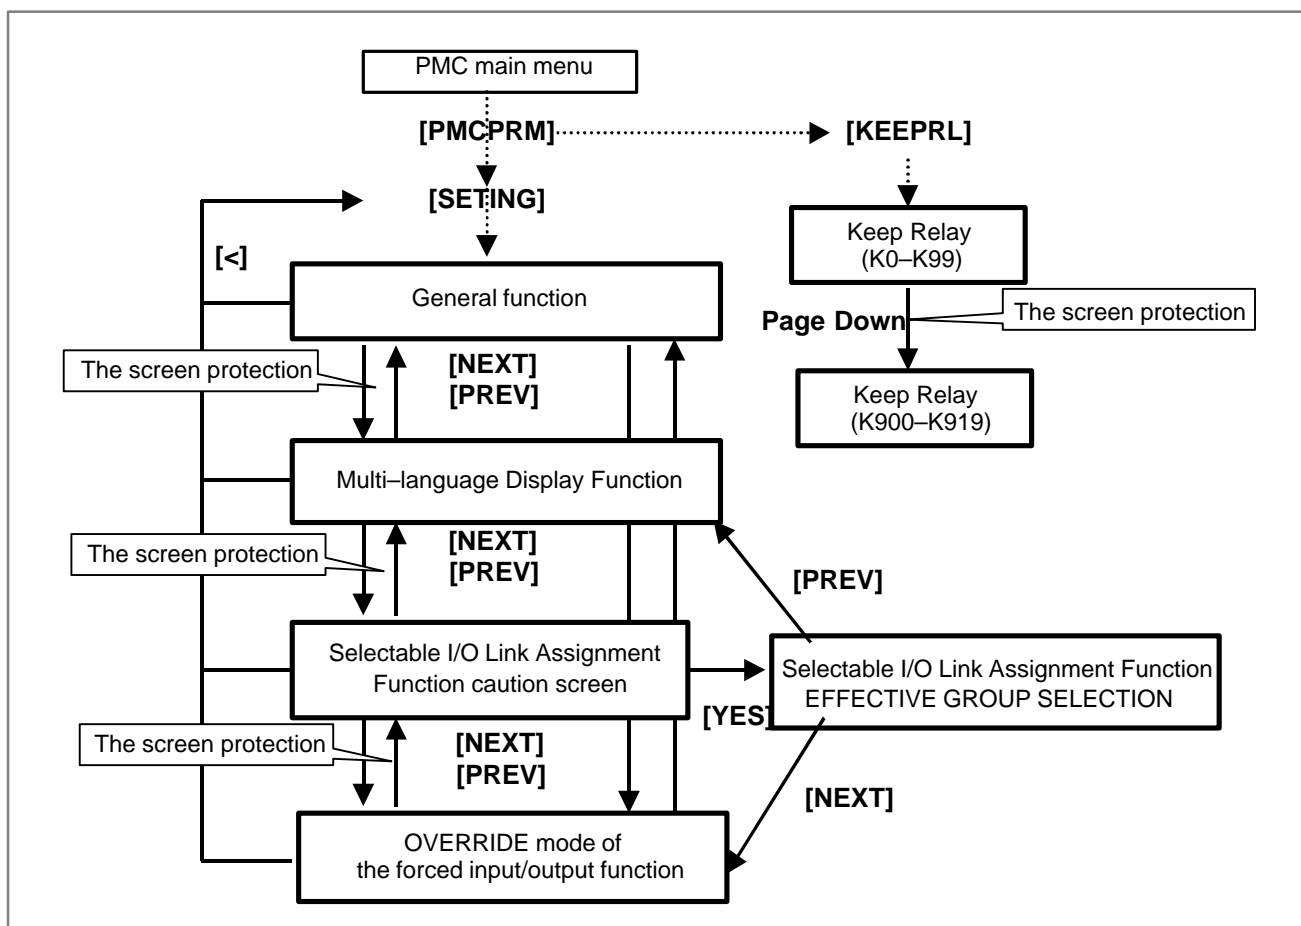 PMC main menu
[PMCPRM]
[KEEPRL]
[SETING]
[<]
Keep Relay
(K0–K99)
General function
Page Down
The screen protection
The screen protection
[NEXT]
[PREV]
Keep Relay
(K900–K919)
Multi–language Display Function
The screen protection
[NEXT]
[PREV]
[PREV]
Selectable I/O Link Assignment
Function caution screen
Selectable I/O Link Assignment Function
EFFECTIVE GROUP SELECTION
[YES]
The screen protection
[NEXT]
[PREV]
[NEXT]
OVERRIDE mode of
the forced input/output function